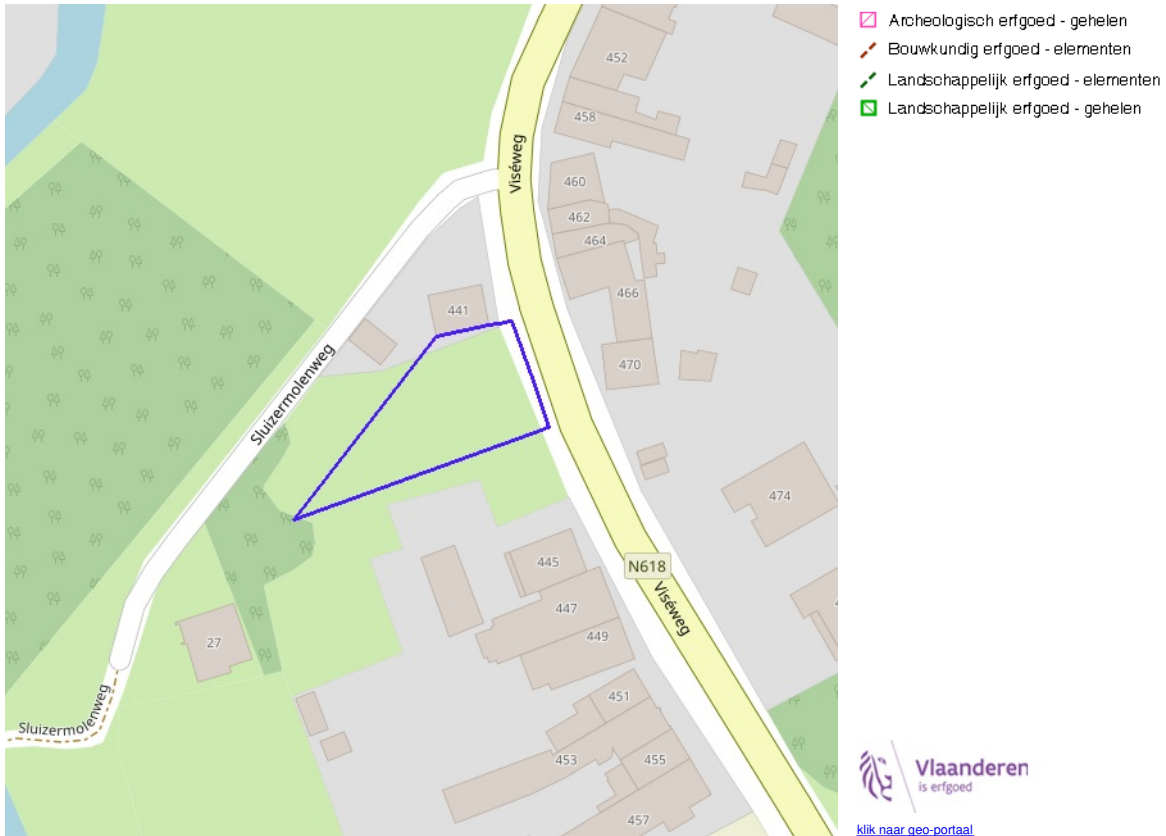 Archeologisch erfgoed - gehelen
Bouwkundig erfgoed - elementen
Landschappelijk erfgoed - elementen
Landschappelijk erfgoed - gehelen
452
458
Viséweg
460
462
464
466
441
470
Sluizermolenweg
474
N618
445
447
449
Viséweg
27
451
Sluizermolenweg
453
455
457
Vlaanderen
is erfgoed
klik naar geo-portaal